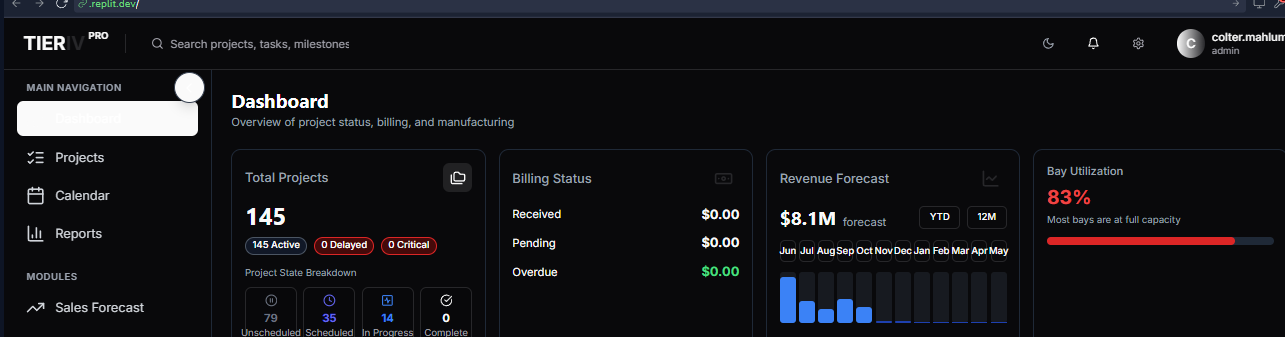 .replit.dev/
TIERIV PRO
Search projects, tasks, milestones
colter.mahlum
C
admin
MAIN NAVIGATION
Dashboard
Projects
Calendar
Reports
MODULES
Sales Forecast
Dashboard
Overview of project status, billing, and manufacturing
Total Projects
145
145 Active 0 Delayed 0 Critical
Project State Breakdown
79 35 14 0
Unscheduled Scheduled In Progress Complete
Billing Status
Received $0.00
Pending $0.00
Overdue $0.00
Revenue Forecast
$8.1M forecast YTD 12M
Jun Jul Aug Sep Oct Nov Dec Jan Feb Mar Apr May
Bay Utilization
83%
Most bays are at full capacity